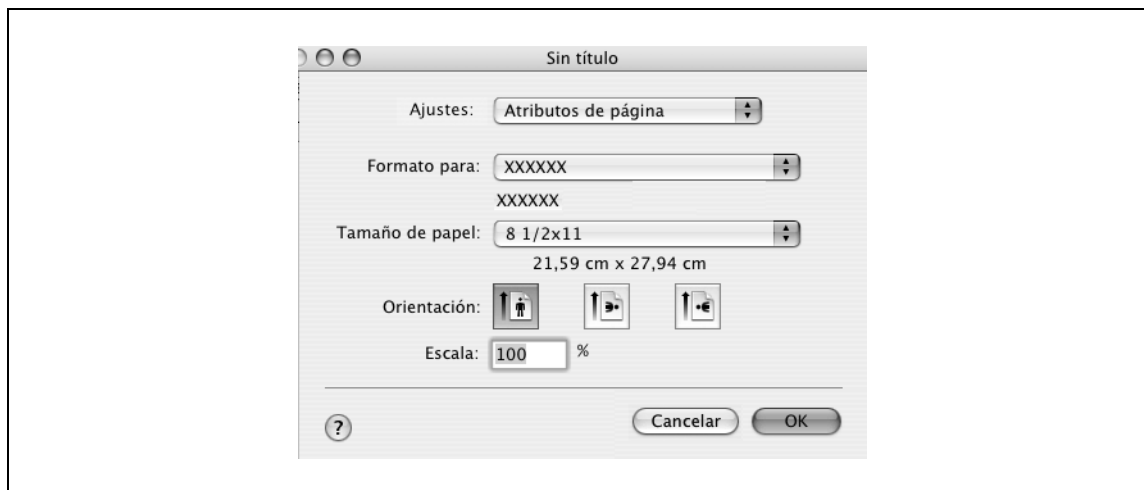 Sin título
Ajustes: Atributos de página
Formato para: XXXXXX
XXXXXX
Tamaño de papel: 8 1/2x11
21,59 cm x 27,94 cm
Orientación:
Escala: 100 %
? Cancelar OK